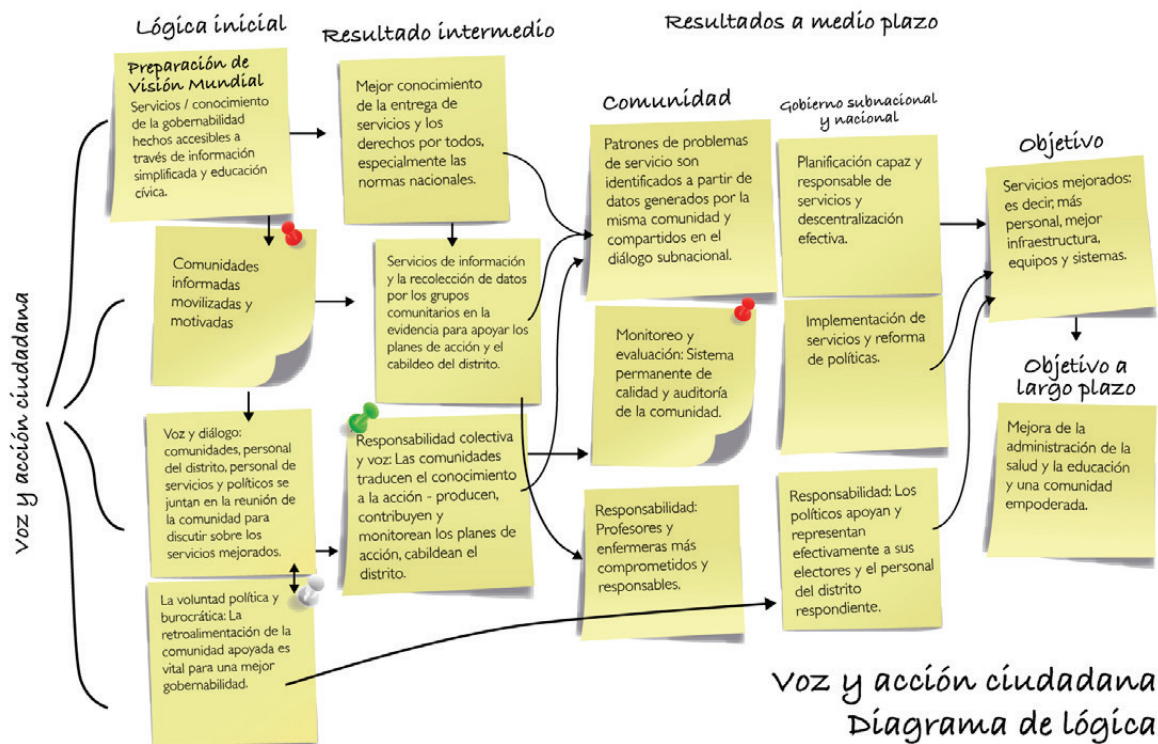 Lógica inicial
Resultado intermedio
Resultados a medio plazo
Preparación de
Visión Mundial
Servicios / conocimiento
de la gobernabilidad
hechos accesibles a
través de información
simplificada y educación
cívica.
Comunidades
informadas
movilizadas y
motivadas
Voz y diálogo:
comunidades, personal
del distrito, personal de
servicios y políticos se
juntan en la reunión de
la comunidad para
discutir sobre los
servicios mejorados.
La voluntad política y
burocrática: La
retroalimentación de la
comunidad apoyada es
vital para una mejor
gobernabilidad.
Mejor conocimiento
de la entrega de
servicios y los
derechos por todos,
especialmente las
normas nacionales.
Servicios de información
y la recolección de datos
por los grupos
comunitarios en la
evidencia para apoyar los
planes de acción y el
cabildeo del distrito.
Responsabilidad colectiva
y voz: Las comunidades
traducen el conocimiento
a la acción - producen,
contribuyen y
monitorean los planes de
acción, cabildean el
distrito.
Comunidad
Patrones de problemas
de servicio son
identificados a partir de
datos generados por la
misma comunidad y
compartidos en el
diálogo subnacional.
Monitoreo y
evaluación: Sistema
permanente de
calidad y auditoría
de la comunidad.
Responsabilidad:
Profesores y
enfermeras más
comprometidos y
responsables.
Gobierno subnacional
y nacional
Planificación capaz y
responsable de
servicios y
descentralización
efectiva.
Implementación de
servicios y reforma de
políticas.
Responsabilidad: Los
políticos apoyan y
representan
efectivamente a sus
electores y el personal
del distrito
respondiente.
Objetivo
Servicios mejorados:
es decir, más
personal, mejor
infraestructura,
equipos y sistemas.
Objetivo a
largo plazo
Mejora de la
administración de la
salud y la educación
y una comunidad
empoderada.
Voz y acción ciudadana
Voz y acción ciudadana
Diagrama de lógica